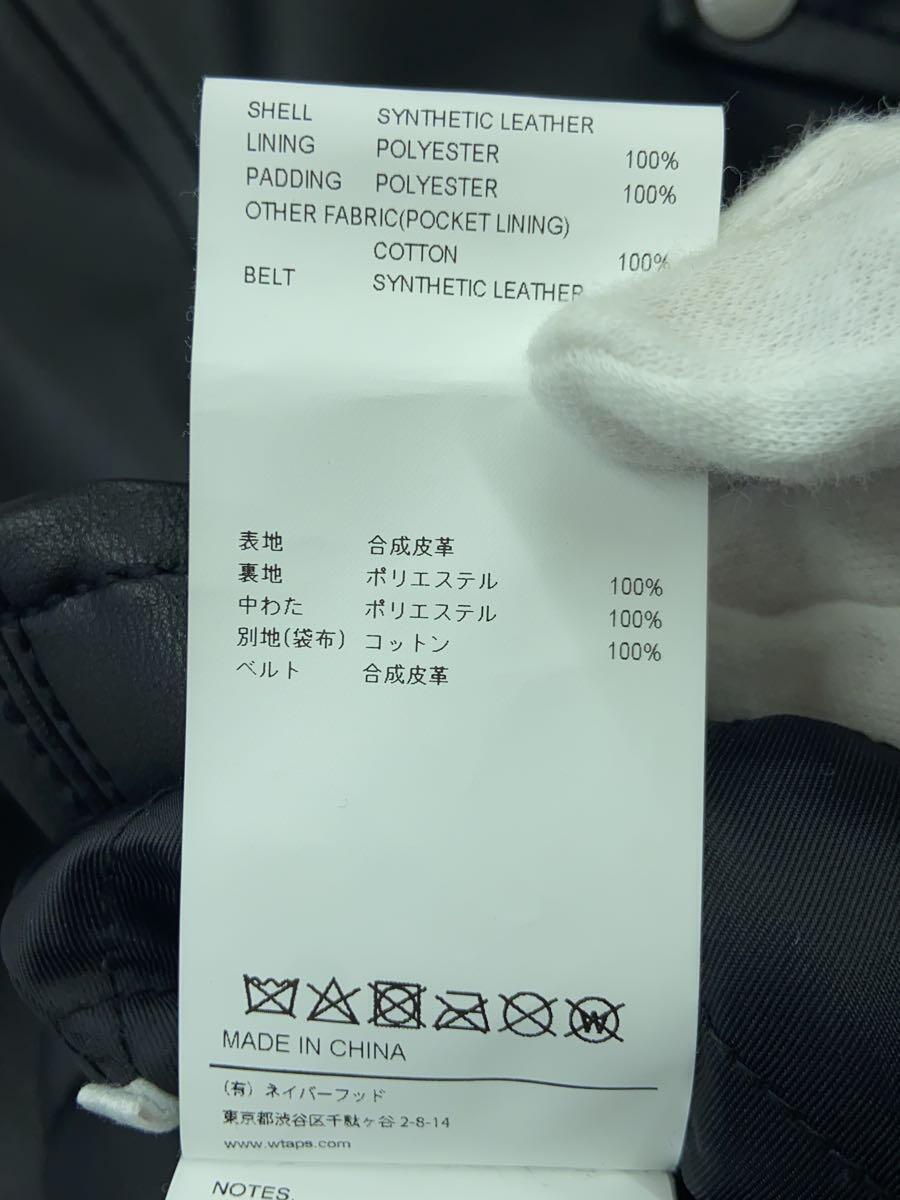 SHELL SYNTHETIC LEATHER
LINING POLYESTER 100%
PADDING POLYESTER 100%
OTHER FABRIC(POCKET LINING)
COTTON 100%
BELT SYNTHETIC LEATHER
表地 合成皮革
裏地 ポリエステル 100%
中わた ポリエステル 100%
別地(袋布) コットン 100%
ベルト 合成皮革
W
MADE IN CHINA
(有) ネイバーフッド
東京都渋谷区千駄ヶ谷 2-8-14
www.wtaps.com
NOTES.